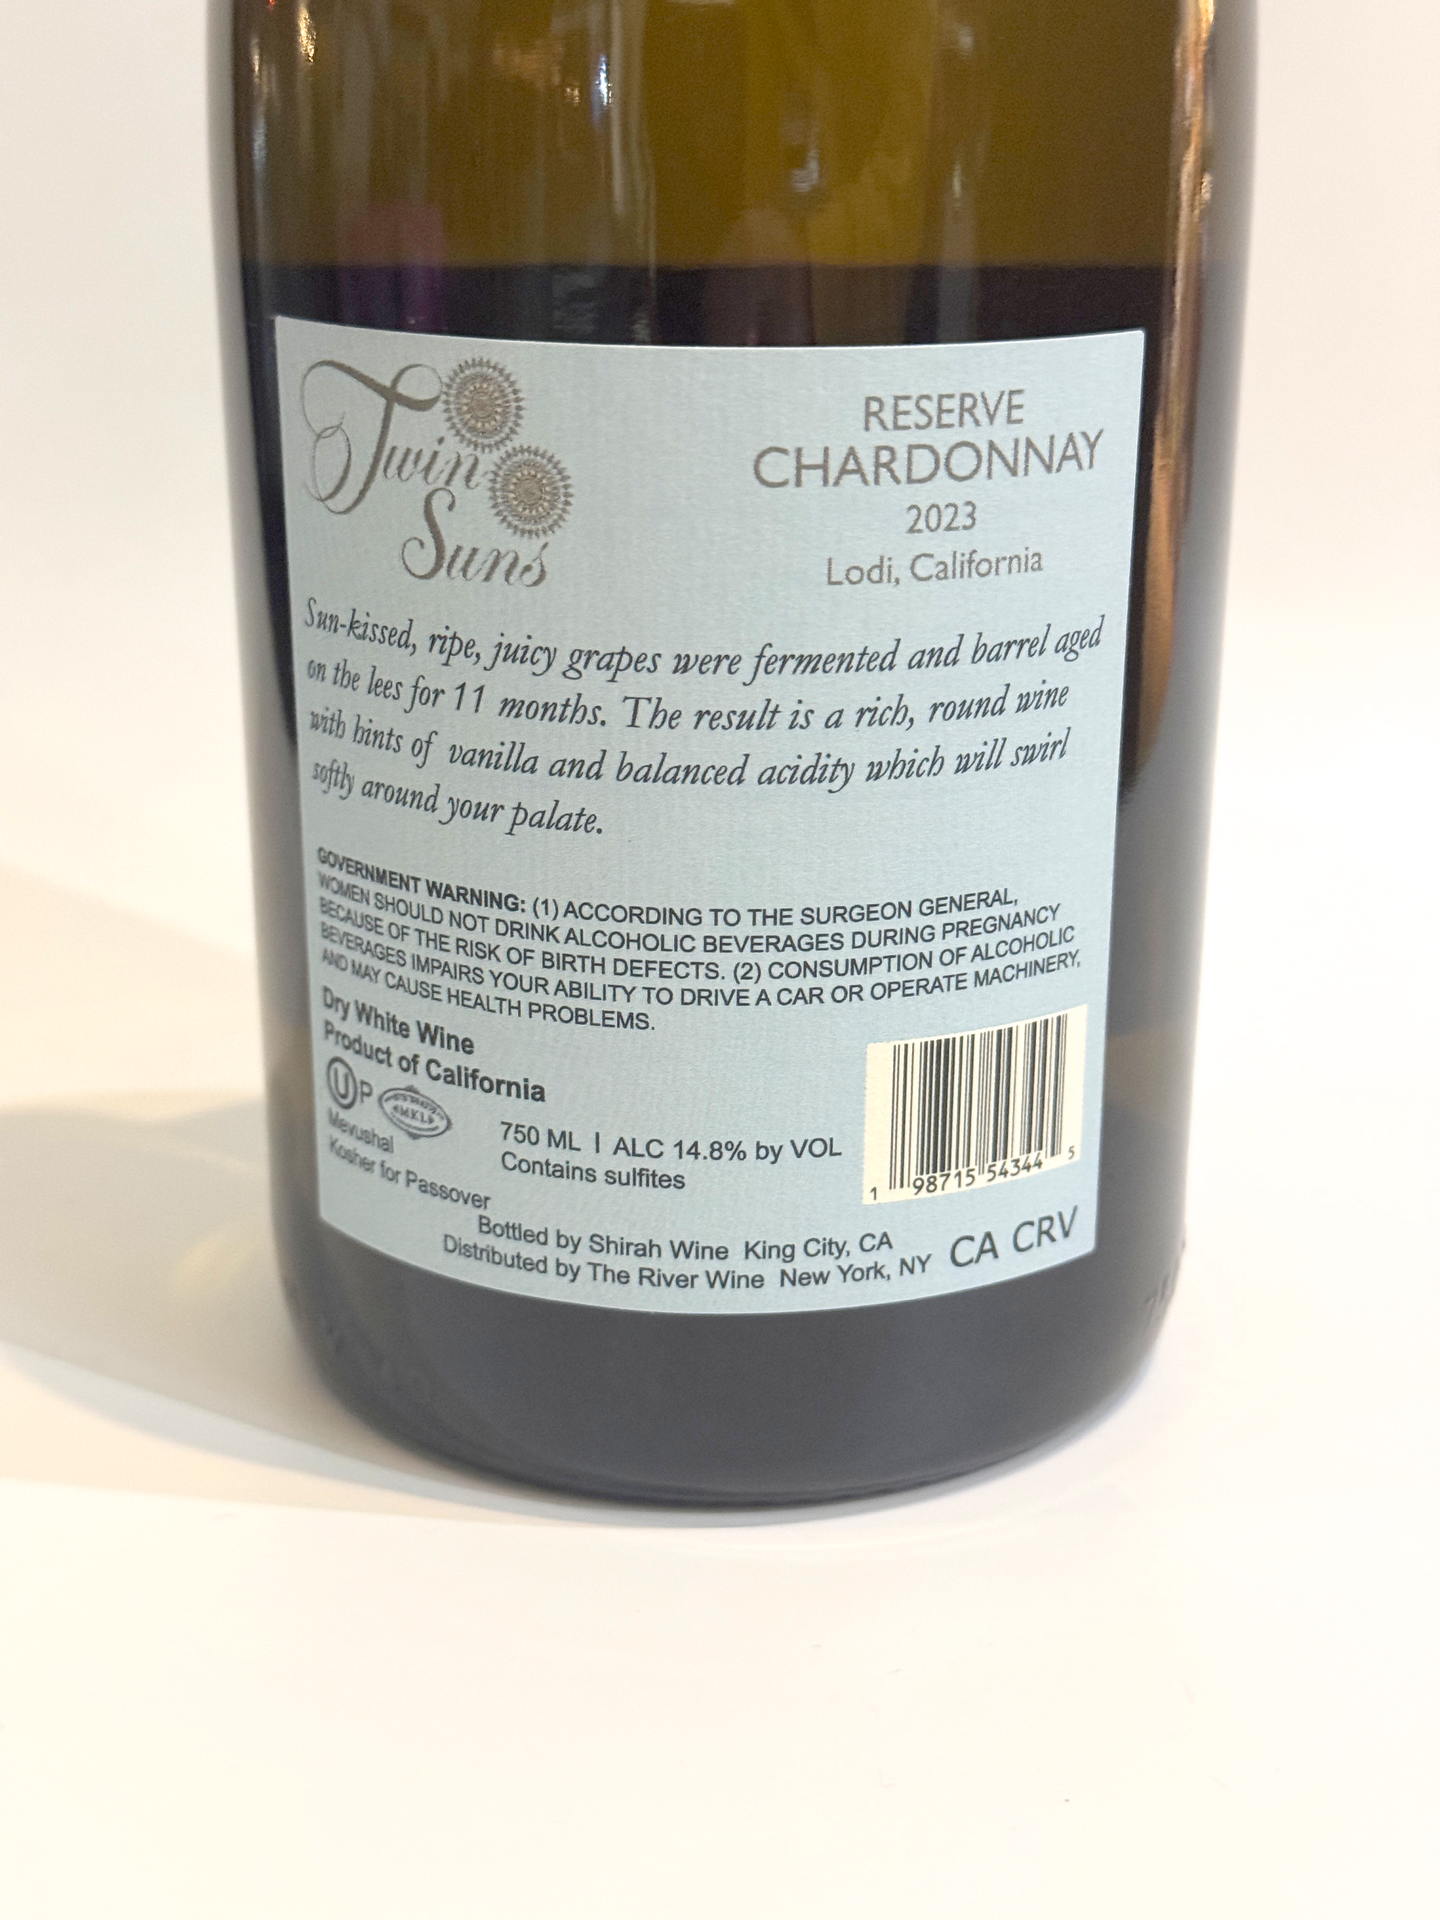 Twin
Suns
RESERVE
CHARDONNAY
2023
Lodi, California
Sun-kissed, ripe, juicy grapes were fermented and barrel aged
on the lees for 11 months. The result is a rich, round wine
with hints of vanilla and balanced acidity which will swirl
softly around your palate.
GOVERNMENT WARNING: (1) ACCORDING TO THE SURGEON GENERAL,
WOMEN SHOULD NOT DRINK ALCOHOLIC BEVERAGES DURING PREGNANCY
BECAUSE OF THE RISK OF BIRTH DEFECTS. (2) CONSUMPTION OF ALCOHOLIC
BEVERAGES IMPAIRS YOUR ABILITY TO DRIVE A CAR OR OPERATE MACHINERY,
AND MAY CAUSE HEALTH PROBLEMS.
Dry White Wine
Product of California
U P
Mevushal
Kosher for Passover
750 ML | ALC 14.8% by VOL
Contains sulfites
1 98715 54344 5
Bottled by Shirah Wine King City, CA
Distributed by The River Wine New York, NY
CA CRV